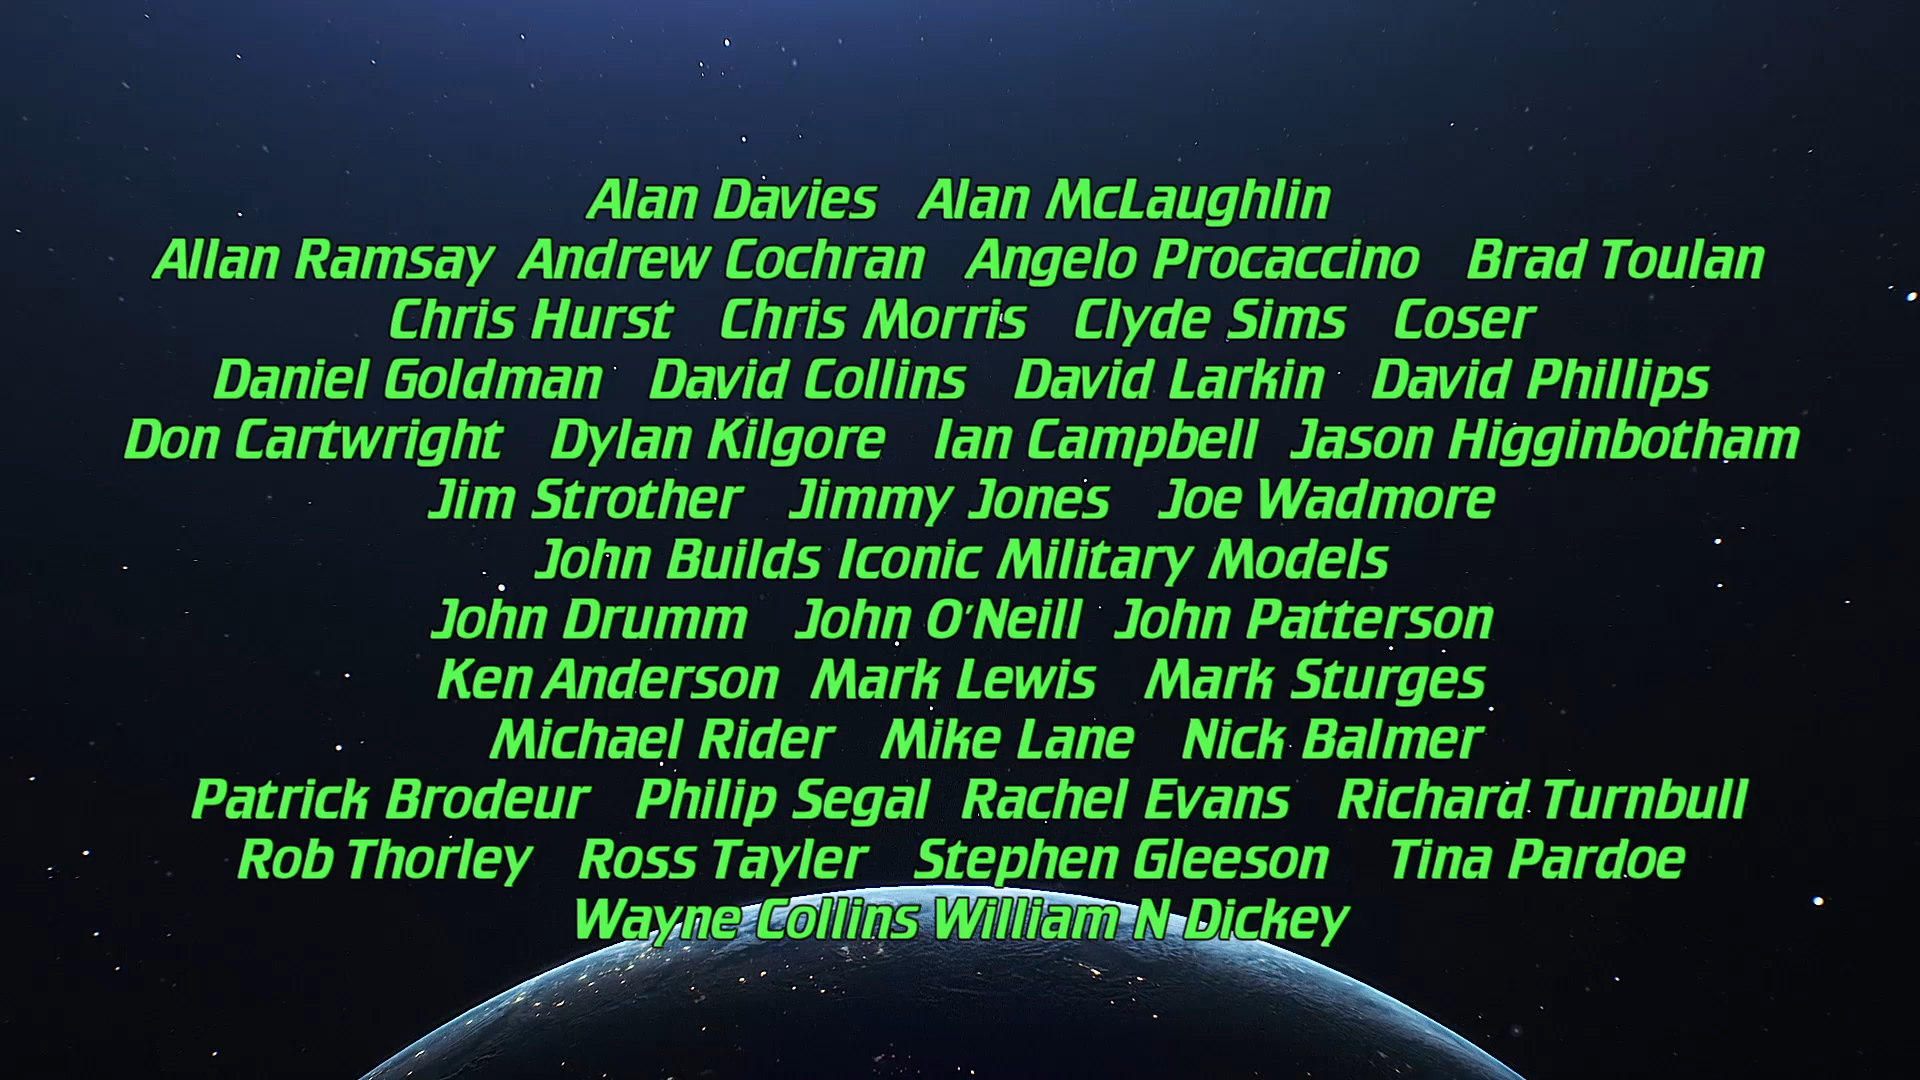 Alan Davies Alan McLaughlin
Allan Ramsay Andrew Cochran Angelo Procaccino Brad Toulan
Chris Hurst Chris Morris Clyde Sims Coser
Daniel Goldman David Collins David Larkin David Phillips
Don Cartwright Dylan Kilgore Ian Campbell Jason Higginbotham
Jim Strother Jimmy Jones Joe Wadmore
John Builds Iconic Military Models
John Drumm John O'Neill John Patterson
Ken Anderson Mark Lewis Mark Sturges
Michael Rider Mike Lane Nick Balmer
Patrick Brodeur Philip Segal Rachel Evans Richard Turnbull
Rob Thorley Ross Tayler Stephen Gleeson Tina Pardoe
Wayne Collins William N Dickey